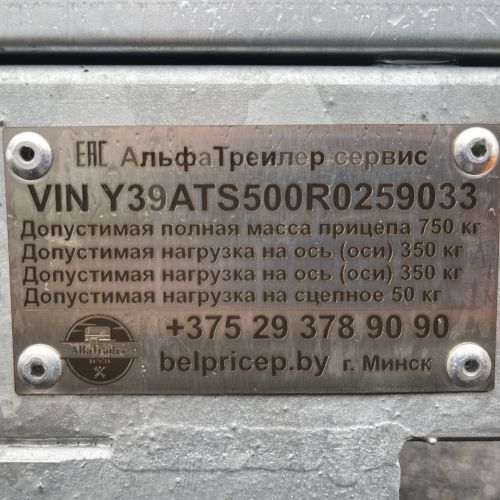 EAC АльфаТрейлер сервис
VIN Y39ATS500R0259033
Допустимая полная масса прицепа 750 кг
Допустимая нагрузка на ось (оси) 350 кг
Допустимая нагрузка на ось (оси) 350 кг
Допустимая нагрузка на сцепное 50 кг
AlfaTrailer
+375 29 378 90 90
belpricep.by г. Минск